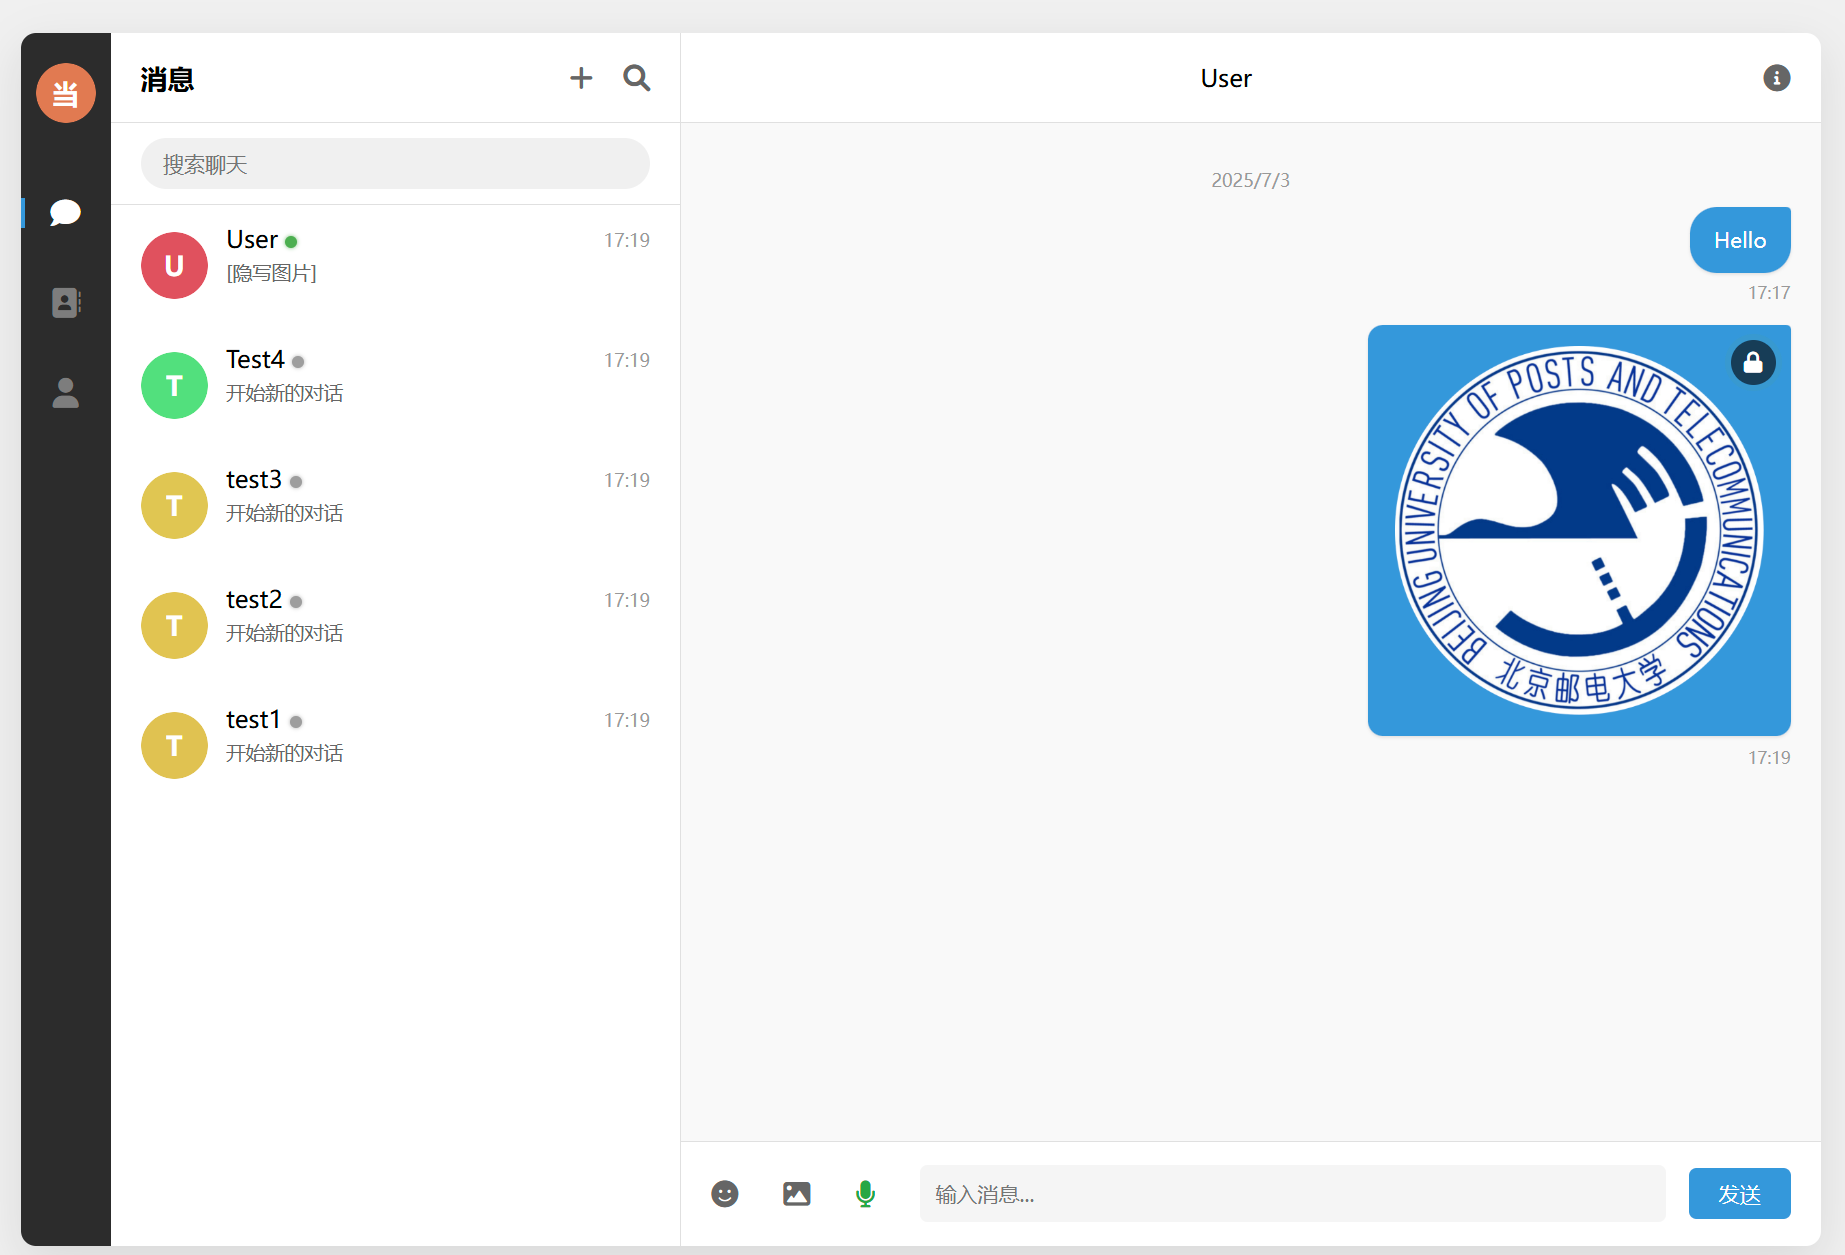 当
消息
搜索聊天
U
User
17:19
[隐写图片]
T
Test4
17:19
开始新的对话
T
test3
17:19
开始新的对话
T
test2
17:19
开始新的对话
T
test1
17:19
开始新的对话
User
2025/7/3
Hello
17:17
BEIJING UNIVERSITY OF POSTS AND TELECOMMUNICATIONS
北京邮电大学
17:19
输入消息...
发送